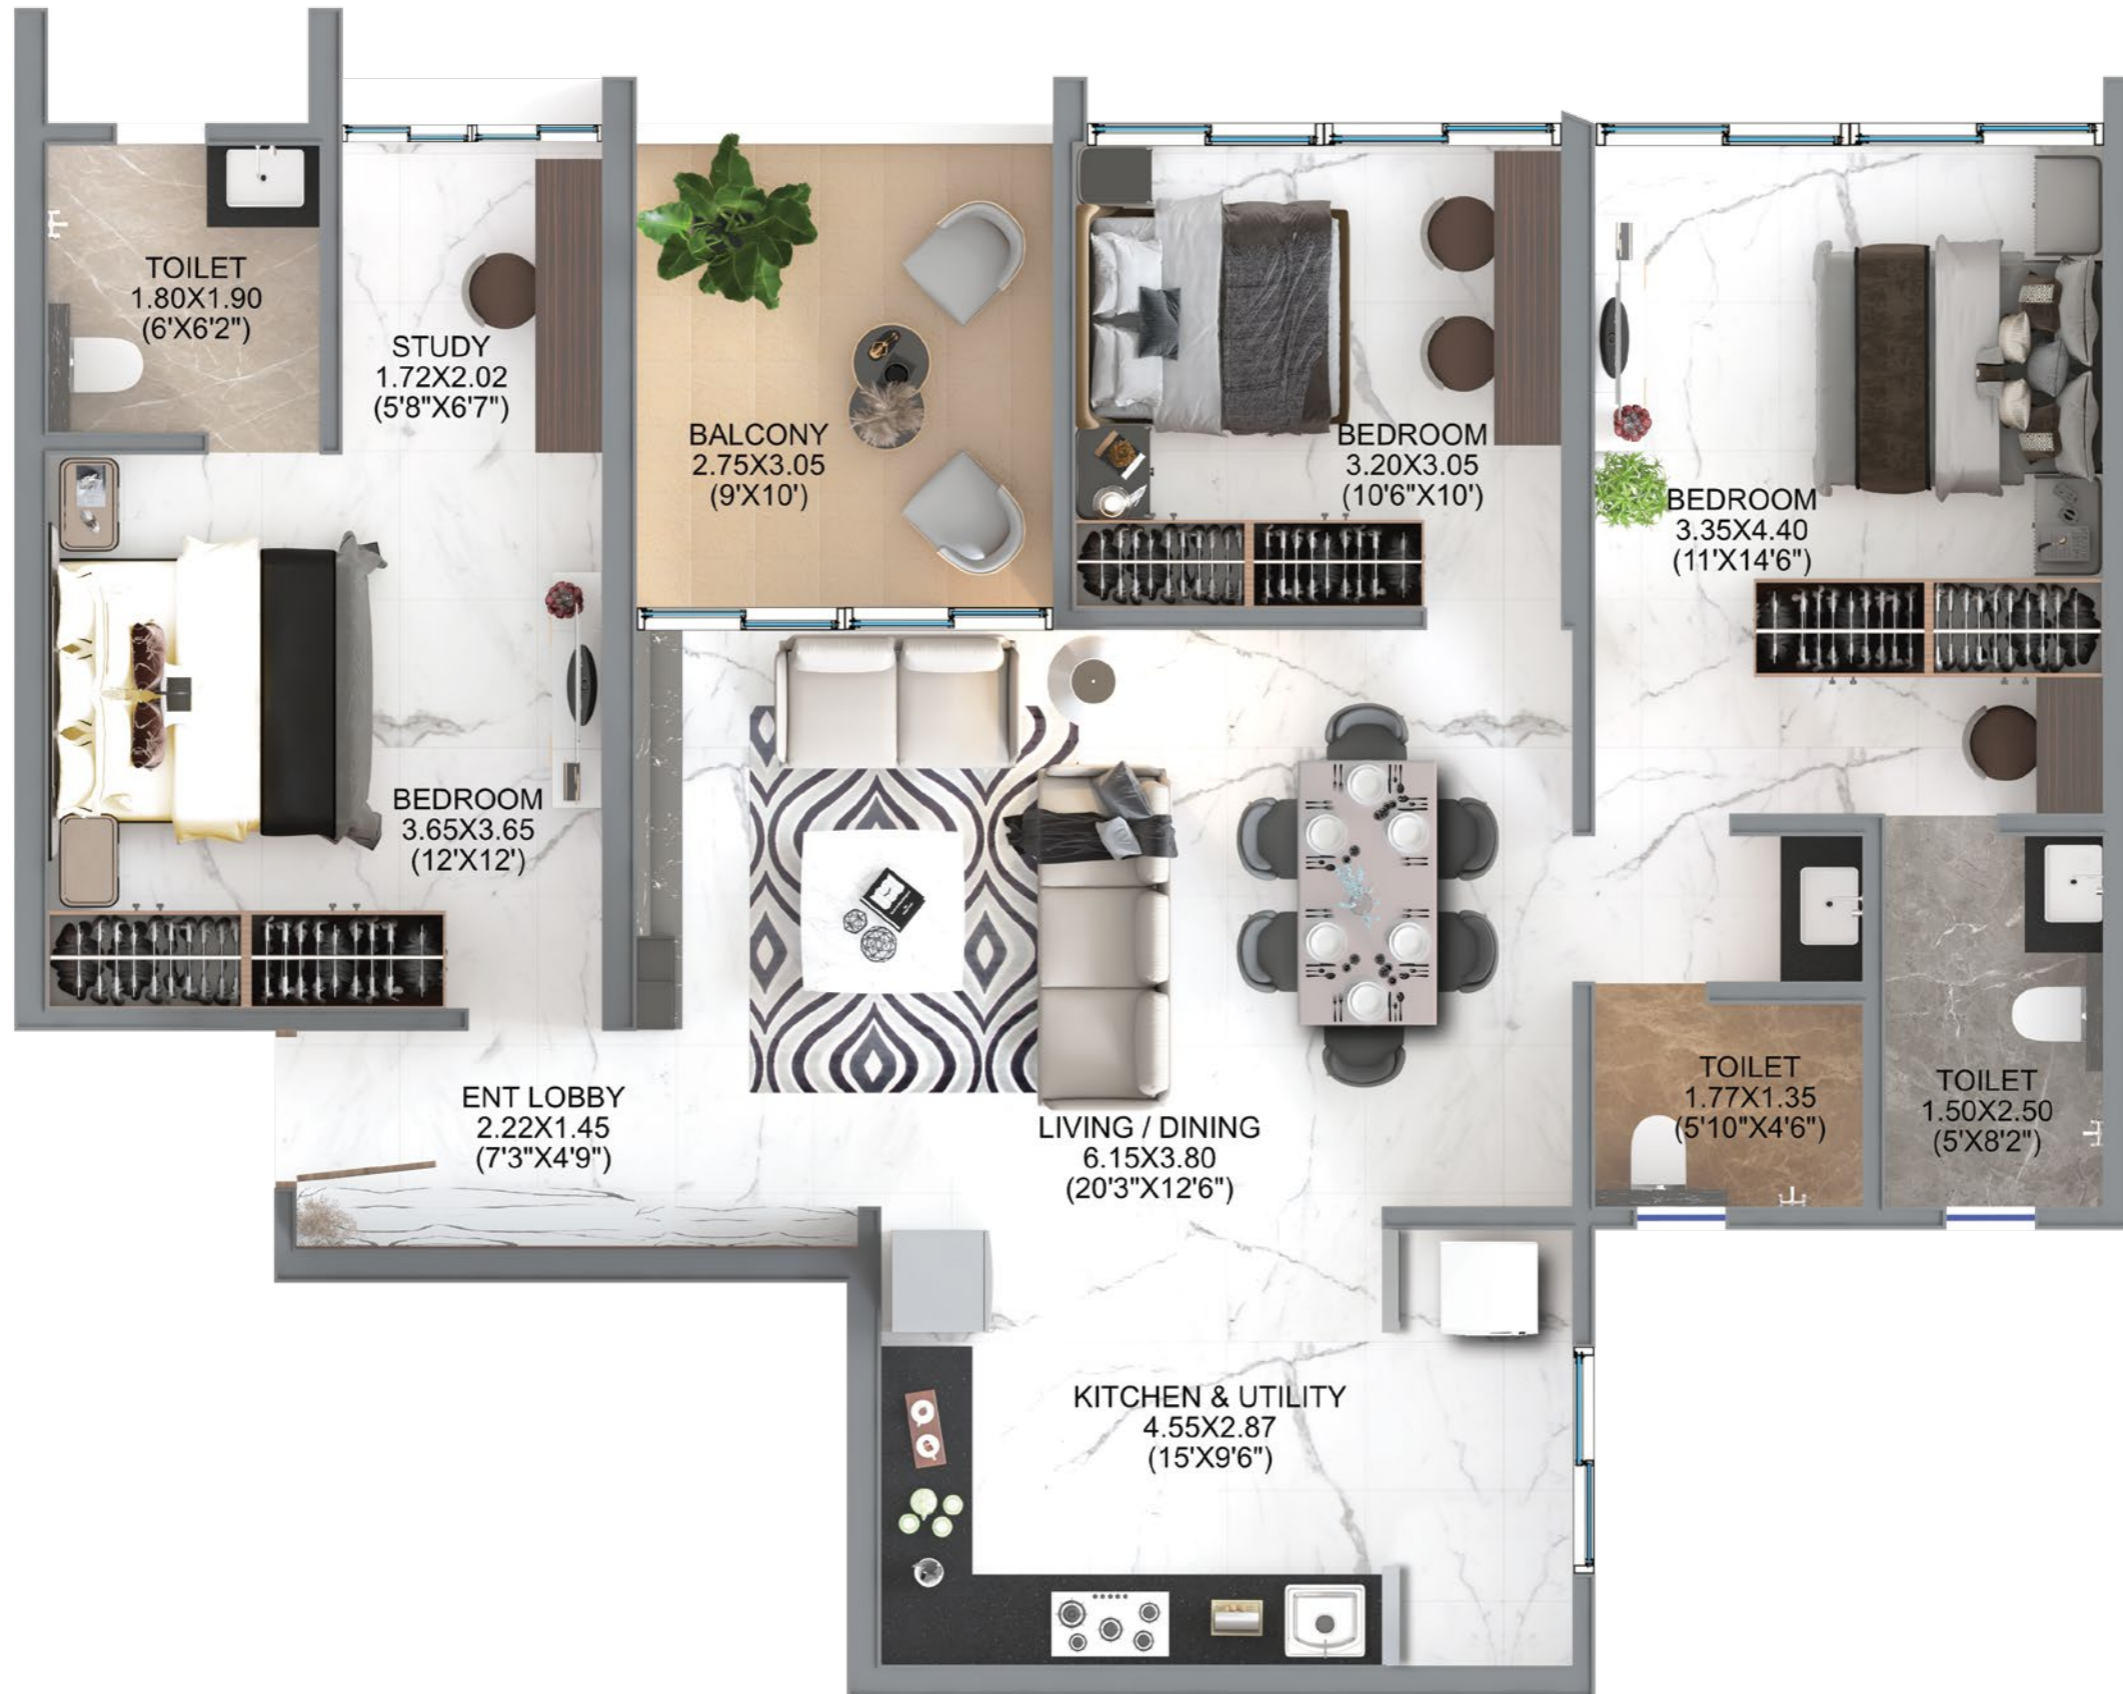 TOILET
1.80X1.90
(6'X6'2")
STUDY
1.72X2.02
(5'8"X6'7")
BALCONY
2.75X3.05
(9'X10')
BEDROOM
3.20X3.05
(10'6"X10')
BEDROOM
3.35X4.40
(11'X14'6")
BEDROOM
3.65X3.65
(12'X12')
ENT LOBBY
2.22X1.45
(7'3"X4'9")
LIVING / DINING
6.15X3.80
(20'3"X12'6")
TOILET
1.77X1.35
(5'10"X4'6")
TOILET
1.50X2.50
(5'X8'2")
KITCHEN & UTILITY
4.55X2.87
(15'X9'6")